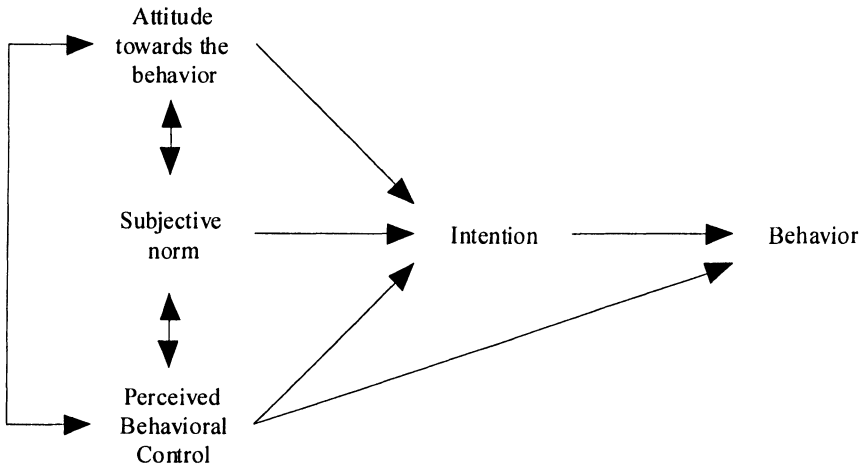 Attitude
towards the
behavior
Subjective
norm
Intention
Behavior
Perceived
Behavioral
Control